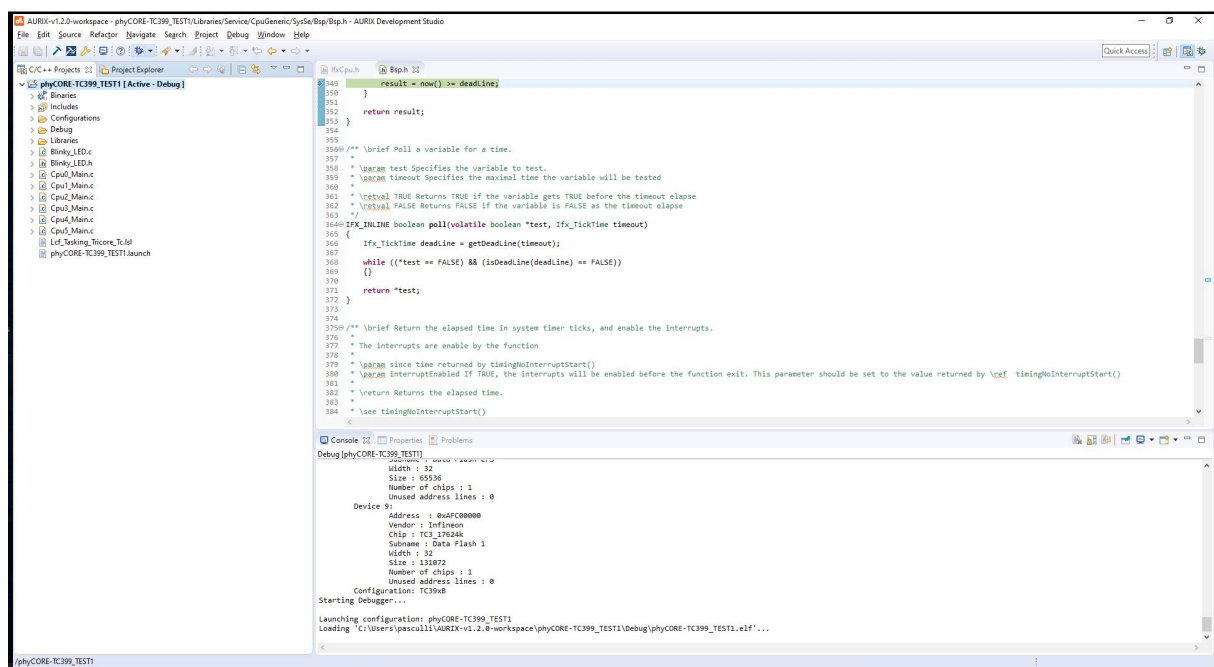 AURIX-v1.2.0-workspace - phyCORE-TC399_TEST1/Libraries/Service/CpuGeneric/SysSe/Bsp/Bsp.h - AURIX Development Studio
File Edit Source Refactor Navigate Search Project Debug Window Help
Quick Access
C/C++ Projects Project Explorer
phyCORE-TC399_TEST1 [ Active - Debug ]
Binaries
Includes
Configurations
Debug
Libraries
Blinky_LED.c
Blinky_LED.h
Cpu0_Main.c
Cpu1_Main.c
Cpu2_Main.c
Cpu3_Main.c
Cpu4_Main.c
Cpu5_Main.c
Lcf_Tasking_Tricore_Tc.lsl
phyCORE-TC399_TEST1.launch
IfxCpu.h Bsp.h
349 result = now() >= deadLine;
350 }
351
352 return result;
353 }
354
355
356 /** \brief Poll a variable for a time.
357 *
358 * \param test Specifies the variable to test.
359 * \param timeout Specifies the maximal time the variable will be tested
360 *
361 * \retval TRUE Returns TRUE if the variable gets TRUE before the timeout elapse
362 * \retval FALSE Returns FALSE if the variable is FALSE as the timeout elapse
363 */
364 IFX_INLINE boolean poll(volatile boolean *test, Ifx_TickTime timeout)
365 {
366 Ifx_TickTime deadLine = getDeadLine(timeout);
367
368 while ((*test == FALSE) && (isDeadLine(deadLine) == FALSE))
369 {}
370
371 return *test;
372 }
373
374
375 /** \brief Return the elapsed time in system timer ticks, and enable the interrupts.
376 *
377 * The interrupts are enable by the function
378 *
379 * \param since time returned by timingNoInterruptStart()
380 * \param interruptEnabled If TRUE, the interrupts will be enabled before the function exit. This parameter should be set to the value returned by \ref timingNoInterruptStart()
381 *
382 * \return Returns the elapsed time.
383 *
384 * \see timingNoInterruptStart()
Console Properties Problems
Debug [phyCORE-TC399_TEST1]
Width : 32
Size : 65536
Number of chips : 1
Unused address lines : 0
Device 9:
Address : 0xAFC00000
Vendor : Infineon
Chip : TC3_17624k
Subname : Data Flash 1
Width : 32
Size : 131072
Number of chips : 1
Unused address lines : 0
Configuration: TC39xB
Starting Debugger...
Launching configuration: phyCORE-TC399_TEST1
Loading 'C:\Users\pasculli\AURIX-v1.2.0-workspace\phyCORE-TC399_TEST1\Debug\phyCORE-TC399_TEST1.elf'...
/phyCORE-TC399_TEST1